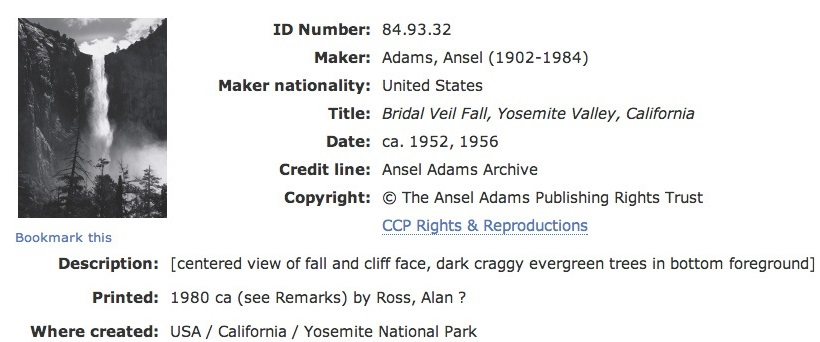 ID Number: 84.93.32
Maker: Adams, Ansel (1902-1984)
Maker nationality: United States
Title: Bridal Veil Fall, Yosemite Valley, California
Date: ca. 1952, 1956
Credit line: Ansel Adams Archive
Copyright: © The Ansel Adams Publishing Rights Trust
CCP Rights & Reproductions
Bookmark this
Description: [centered view of fall and cliff face, dark craggy evergreen trees in bottom foreground]
Printed: 1980 ca (see Remarks) by Ross, Alan ?
Where created: USA / California / Yosemite National Park